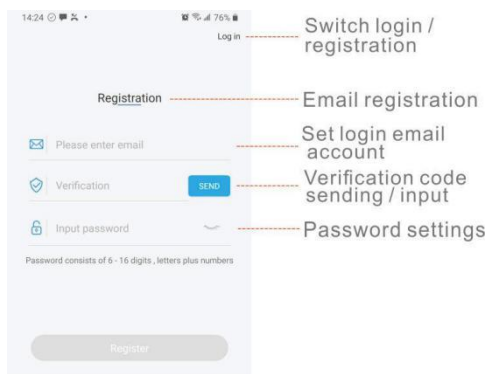 14:24
76%
Log in
Switch login /
registration
Registration
Email registration
Please enter email
Set login email
account
Verification
SEND
Verification code
sending / input
Input password
Password settings
Password consists of 6 - 16 digits , letters plus numbers
Register